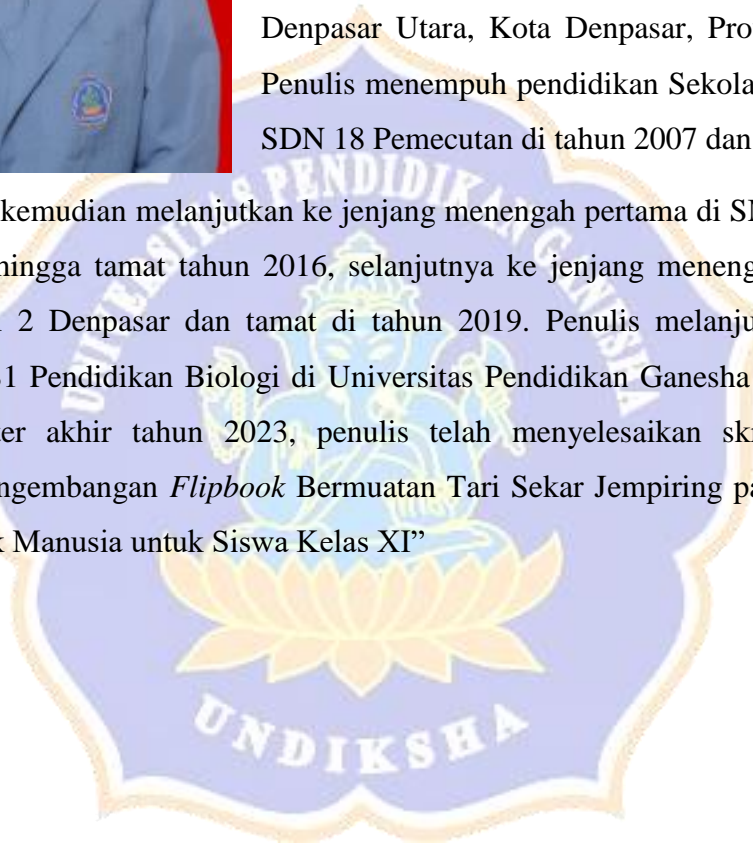 Denpasar Utara, Kota Denpasar, Pro
Penulis menempuh pendidikan Sekola
SDN 18 Pemecutan di tahun 2007 dan
kemudian melanjutkan ke jenjang menengah pertama di SM
hingga tamat tahun 2016, selanjutnya ke jenjang meneng
2 Denpasar dan tamat di tahun 2019. Penulis melanju
S1 Pendidikan Biologi di Universitas Pendidikan Ganesha
ter akhir tahun 2023, penulis telah menyelesaikan sk
ngembangan Flipbook Bermuatan Tari Sekar Jempiring pa
k Manusia untuk Siswa Kelas XI”
UNIVERSITAS PENDIDIKAN GANESHA
UNDIKSHA